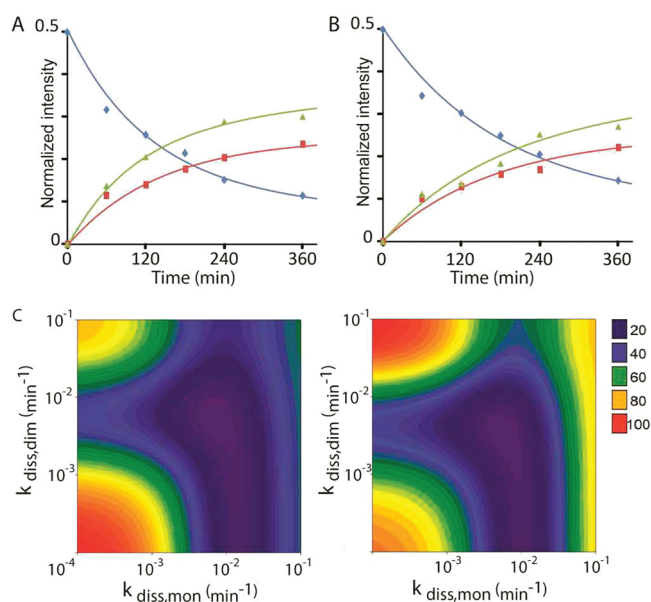 A
B
0.5
0.5
Normalized intensity
Normalized intensity
0
0
0 120 240 360
0 120 240 360
Time (min)
Time (min)
C
10⁻¹
10⁻²
10⁻³
10⁻⁴
k diss,dim (min⁻¹)
10⁻³ 10⁻² 10⁻¹
k diss,mon (min⁻¹)
10⁻¹
10⁻²
10⁻³
k diss,dim (min⁻¹)
10⁻³ 10⁻² 10⁻¹
k diss,mon (min⁻¹)
20
40
60
80
100